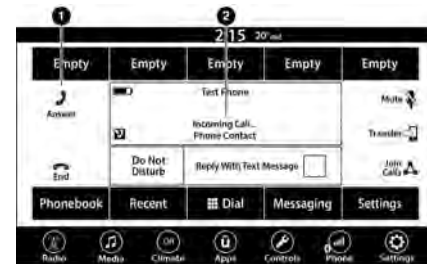 1 2
2 15 20° out
Empty Empty Empty Empty Empty
Answer
Test Phone
Mute
Incoming Call...
Phone Contact
Transfer
End
Do Not
Disturb
Reply With Text Message
Join
Calls
Phonebook Recent Dial Messaging Settings
Radio Media Climate Apps Controls Phone Settings